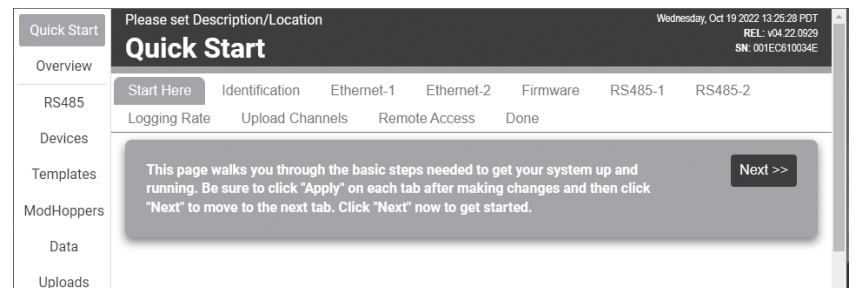 Quick Start
Overview
RS485
Devices
Templates
ModHoppers
Data
Uploads
Please set Description/Location
Quick Start
Wednesday, Oct 19 2022 13:25:28 PDT
REL: v04.22.0929
SN: 001EC610034E
Start Here Identification Ethernet-1 Ethernet-2 Firmware RS485-1 RS485-2
Logging Rate Upload Channels Remote Access Done
This page walks you through the basic steps needed to get your system up and
running. Be sure to click "Apply" on each tab after making changes and then click
"Next" to move to the next tab. Click "Next" now to get started.
Next >>